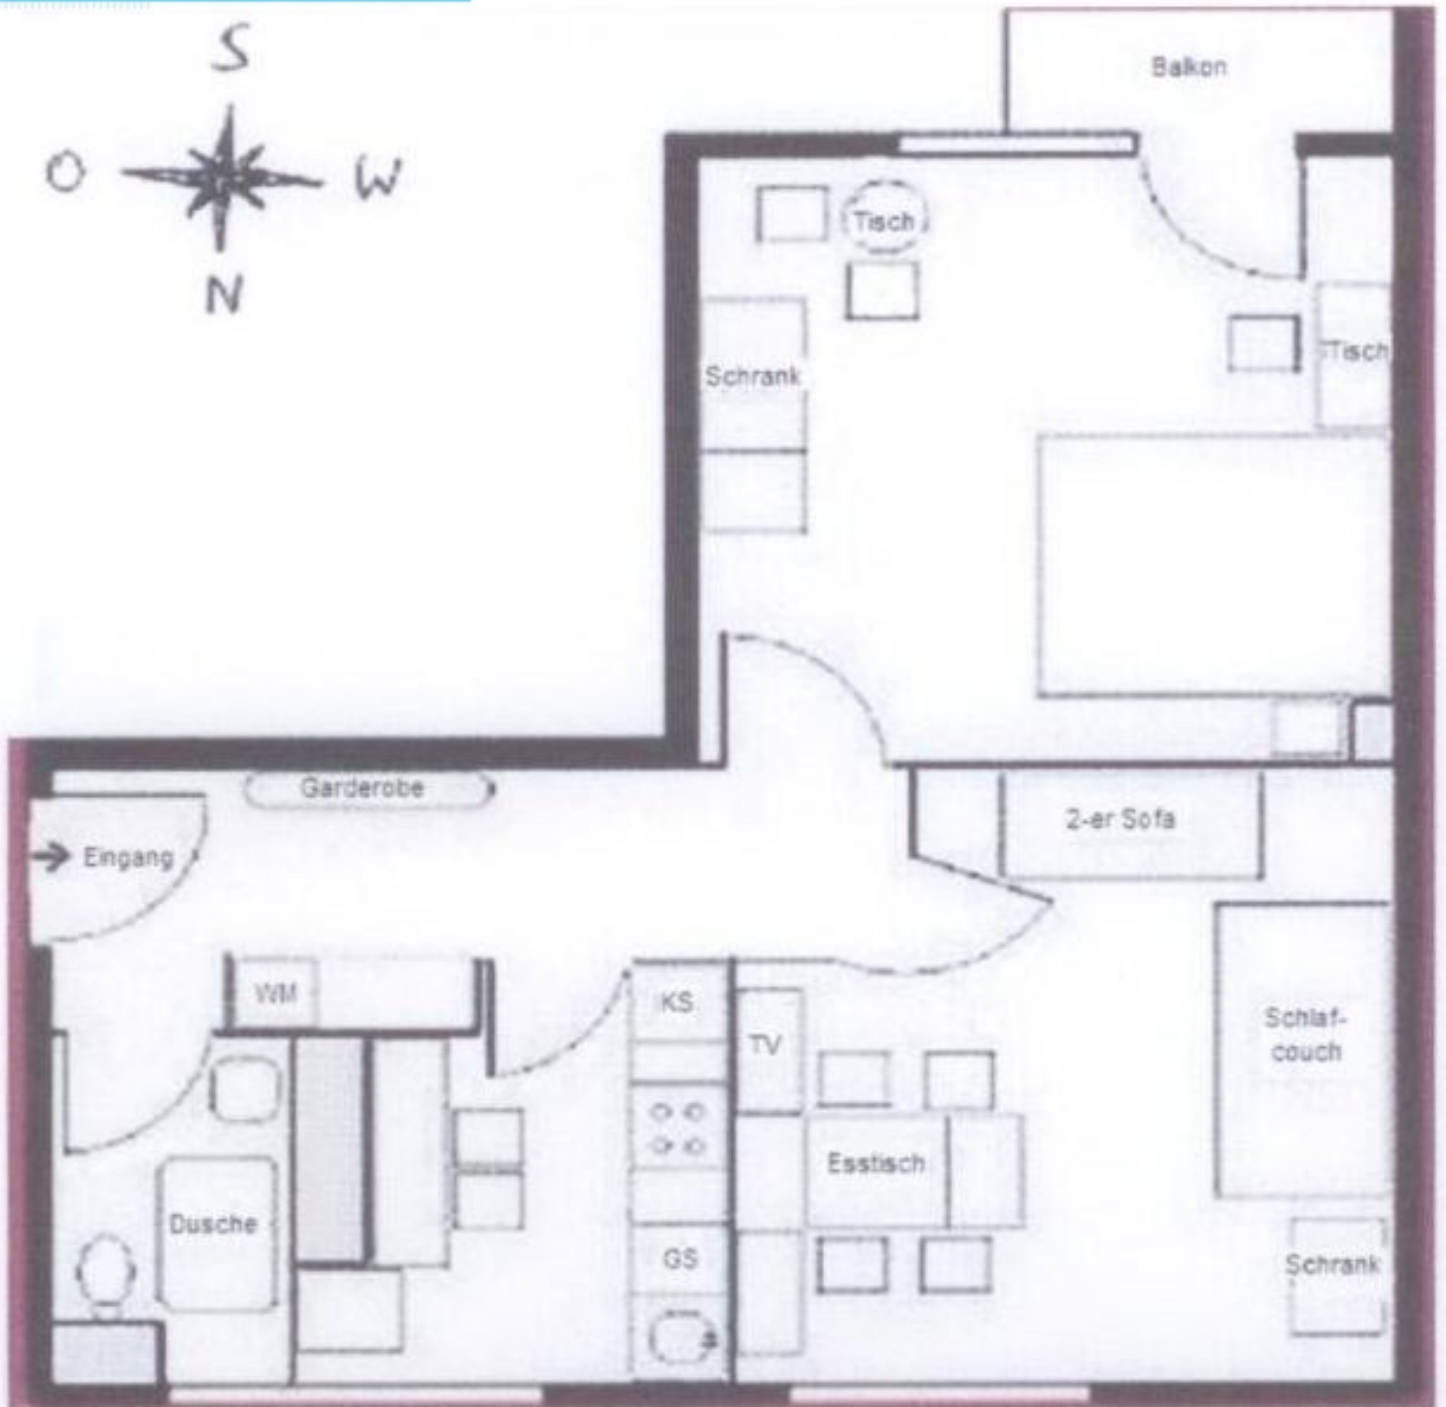 S
O W
N
Balkon
Tisch
Tisch
Schrank
Garderobe
2-er Sofa
Eingang
WM
KS
TV
Schlaf-
couch
Esstisch
Dusche
GS
Schrank